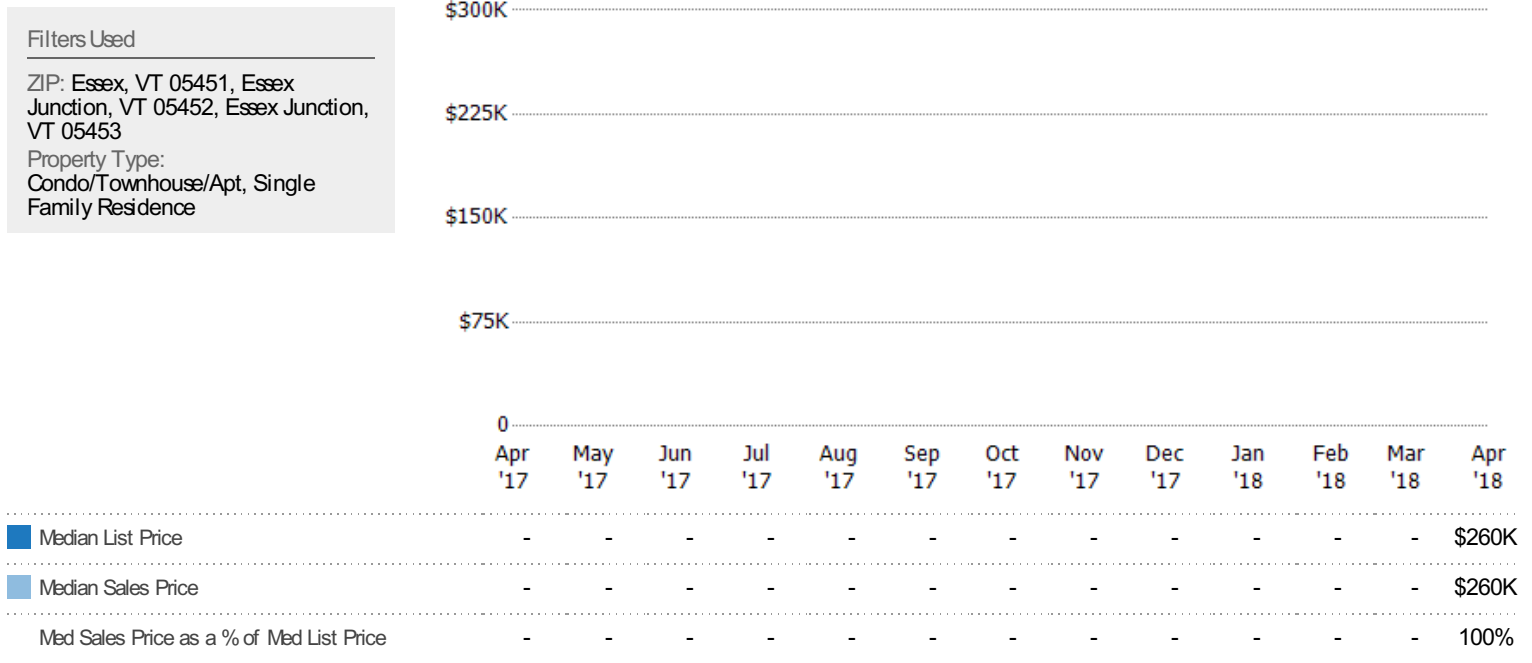 Filters Used
ZIP: Essex, VT 05451, Essex
Junction, VT 05452, Essex Junction,
VT 05453
Property Type:
Condo/Townhouse/Apt, Single
Family Residence
$300K
$225K
$150K
$75K
0
Apr May Jun Jul Aug Sep Oct Nov Dec Jan Feb Mar Apr
'17 '17 '17 '17 '17 '17 '17 '17 '17 '18 '18 '18 '18
Median List Price - - - - - - - - - - - - $260K
Median Sales Price - - - - - - - - - - - - $260K
Med Sales Price as a % of Med List Price - - - - - - - - - - - - 100%